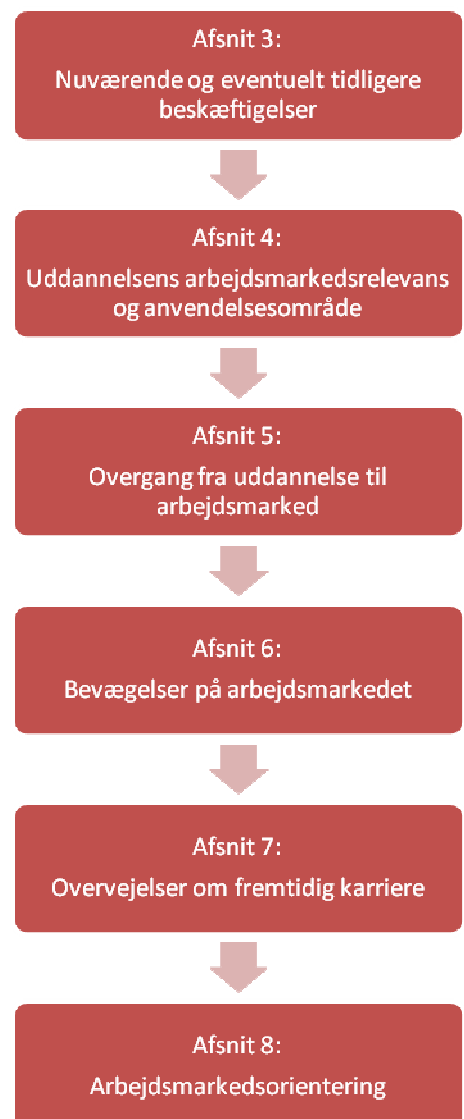 Afsnit 3:
Nuværende og eventuelt tidligere
beskæftigelser
Afsnit 4:
Uddannelsens arbejdsmarkedsrelevans
og anvendelsesområde
Afsnit 5:
Overgang fra uddannelse til
arbejdsmarked
Afsnit 6:
Bevægelser på arbejdsmarkedet
Afsnit 7:
Overvejelser om fremtidig karriere
Afsnit 8:
Arbejdsmarkedsorientering